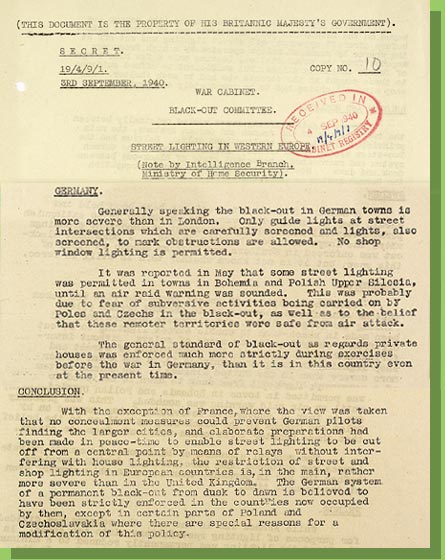 (THIS DOCUMENT IS THE PROPERTY OF HIS BRITANNIC MAJESTY'S GOVERNMENT).
SECRET.
19/4/9/1.
COPY NO. 10
3RD SEPTEMBER, 1940.
WAR CABINET.
BLACK-OUT COMMITTEE.
RECEIVED IN
4 SEP 1940
CABINET REGISTRY
STREET LIGHTING IN WESTERN EUROPE
(Note by Intelligence Branch,
Ministry of Home Security).
GERMANY.
Generally speaking the black-out in German towns is
more severe than in London. Only guide lights at street
intersections which are carefully screened and lights, also
screened, to mark obstructions are allowed. No shop
window lighting is permitted.
It was reported in May that some street lighting
was permitted in towns in Bohemia and Polish Upper Silesia,
until an air raid warning was sounded. This was probably
due to fear of subversive activities being carried on by
Poles and Czechs in the black-out, as well as to the belief
that these remoter territories were safe from air attack.
The general standard of black-out as regards private
houses was enforced much more strictly during exercises
before the war in Germany, than it is in this country even
at the present time.
CONCLUSION.
With the exception of France, where the view was taken
that no concealment measures could prevent German pilots
finding the larger cities, and elaborate preparations had
been made in peace-time to enable street lighting to be cut
off from a central point by means of relays without inter-
fering with house lighting, the restriction of street and
shop lighting in European countries is, in the main, rather
more severe than in the United Kingdom. The German system
of a permanent black-out from dusk to dawn is believed to
have been strictly enforced in the countries now occupied
by them, except in certain parts of Poland and
Czechoslavakia where there are special reasons for a
modification of this policy.